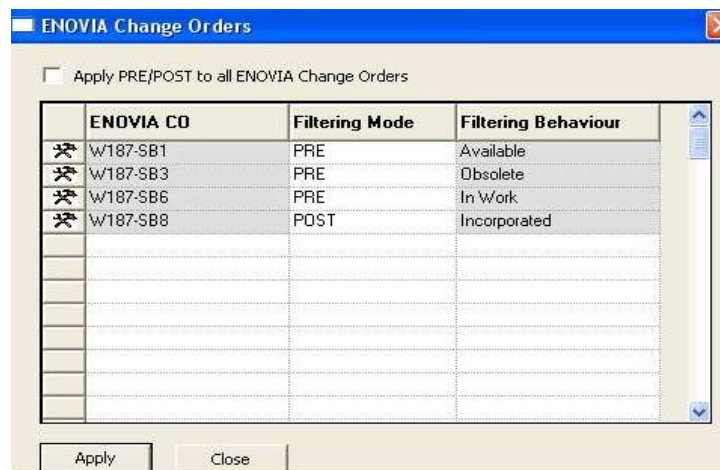 ENOVIA Change Orders
Apply PRE/POST to all ENOVIA Change Orders
ENOVIA CO Filtering Mode Filtering Behaviour
W187-SB1 PRE Available
W187-SB3 PRE Obsolete
W187-SB6 PRE In Work
W187-SB8 POST Incorporated
Apply Close